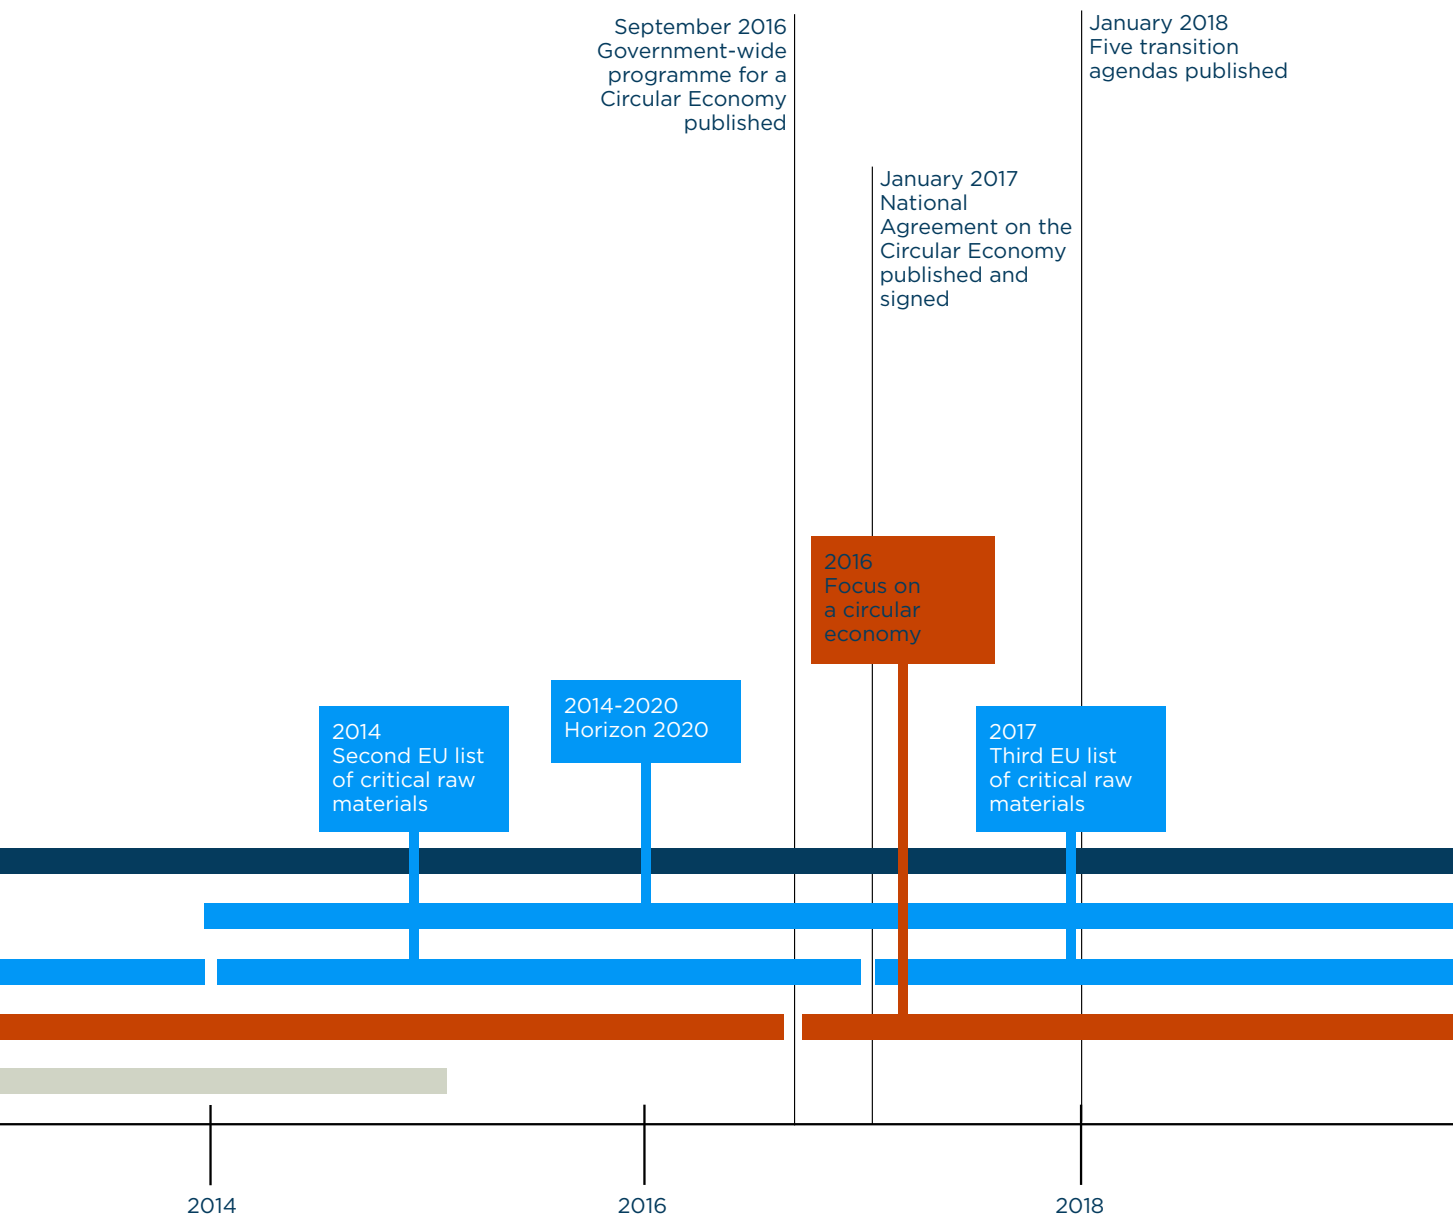 September 2016
Government-wide
programme for a
Circular Economy
published
January 2018
Five transition
agendas published
January 2017
National
Agreement on the
Circular Economy
published and
signed
2016
Focus on
a circular
economy
2014-2020
Horizon 2020
2014
Second EU list
of critical raw
materials
2017
Third EU list
of critical raw
materials
2014
2016
2018